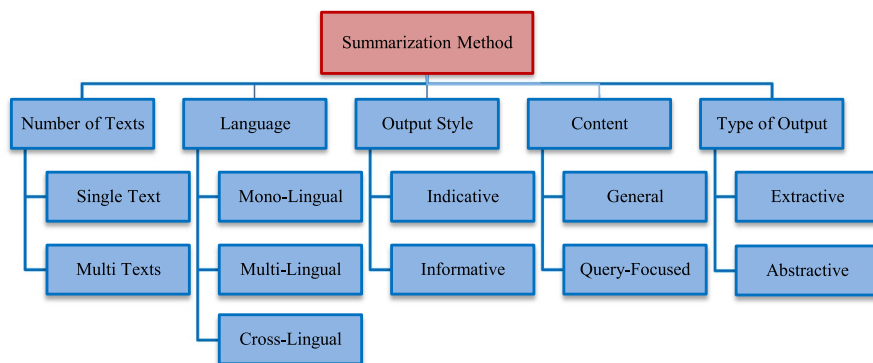 Summarization Method
Number of Texts
Language
Output Style
Content
Type of Output
Single Text
Mono-Lingual
Indicative
General
Extractive
Multi Texts
Multi-Lingual
Informative
Query-Focused
Abstractive
Cross-Lingual